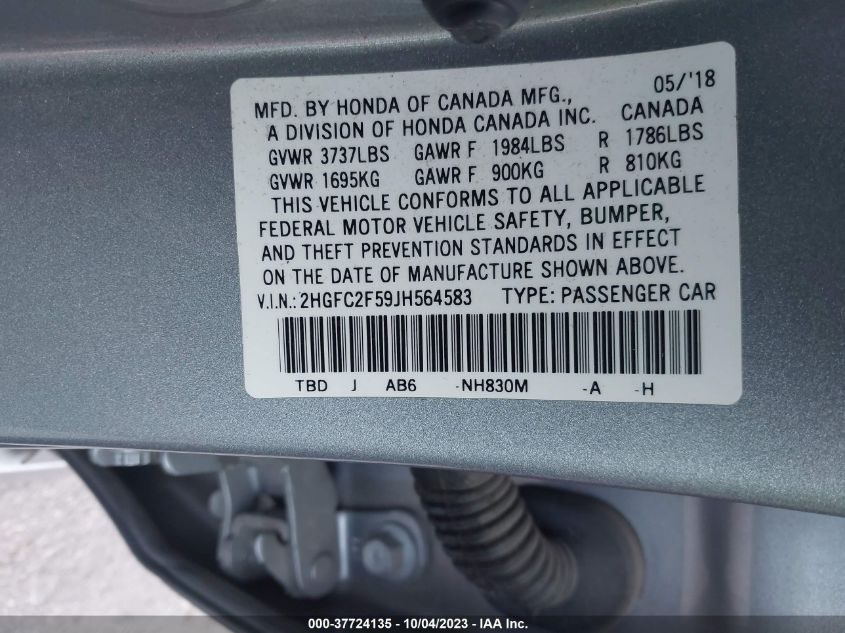 05/'18
MFD. BY HONDA OF CANADA MFG.,
A DIVISION OF HONDA CANADA INC. CANADA
GVWR 3737LBS GAWR F 1984LBS R 1786LBS
GVWR 1695KG GAWR F 900KG R 810KG
THIS VEHICLE CONFORMS TO ALL APPLICABLE
FEDERAL MOTOR VEHICLE SAFETY, BUMPER,
AND THEFT PREVENTION STANDARDS IN EFFECT
ON THE DATE OF MANUFACTURE SHOWN ABOVE.
V.I.N.: 2HGFC2F59JH564583 TYPE: PASSENGER CAR
TBD J AB6 -NH830M -A -H
000-37724135 - 10/04/2023 - IAA Inc.